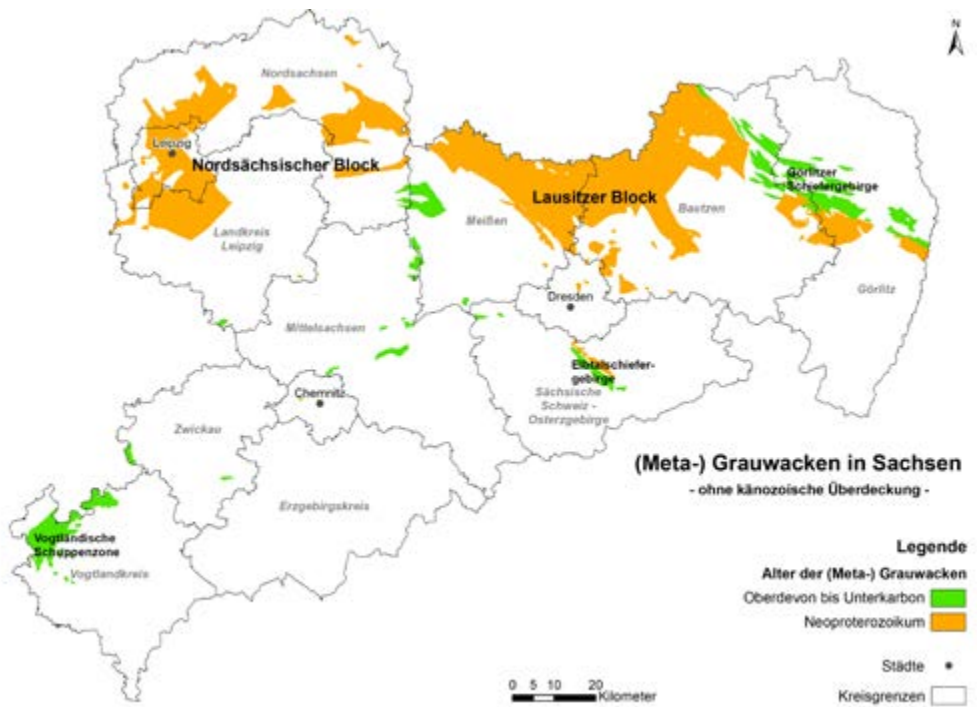 N
Nordsachsen
Leipzig
Nordsächsischer Block
Landkreis
Leipzig
Meißen
Lausitzer Block
Bautzen
Görlitzer
Schiefergebirge
Görlitz
Dresden
Mittelsachsen
Elbtalschiefer-
gebirge
Sächsische
Schweiz -
Osterzgebirge
Chemnitz
Zwickau
Erzgebirgskreis
Vogtländische
Schuppenzone
Vogtlandkreis
(Meta-) Grauwacken in Sachsen
- ohne känozoische Überdeckung -
Legende
Alter der (Meta-) Grauwacken
Oberdevon bis Unterkarbon
Neoproterozoikum
Städte
Kreisgrenzen
0 5 10 20
Kilometer